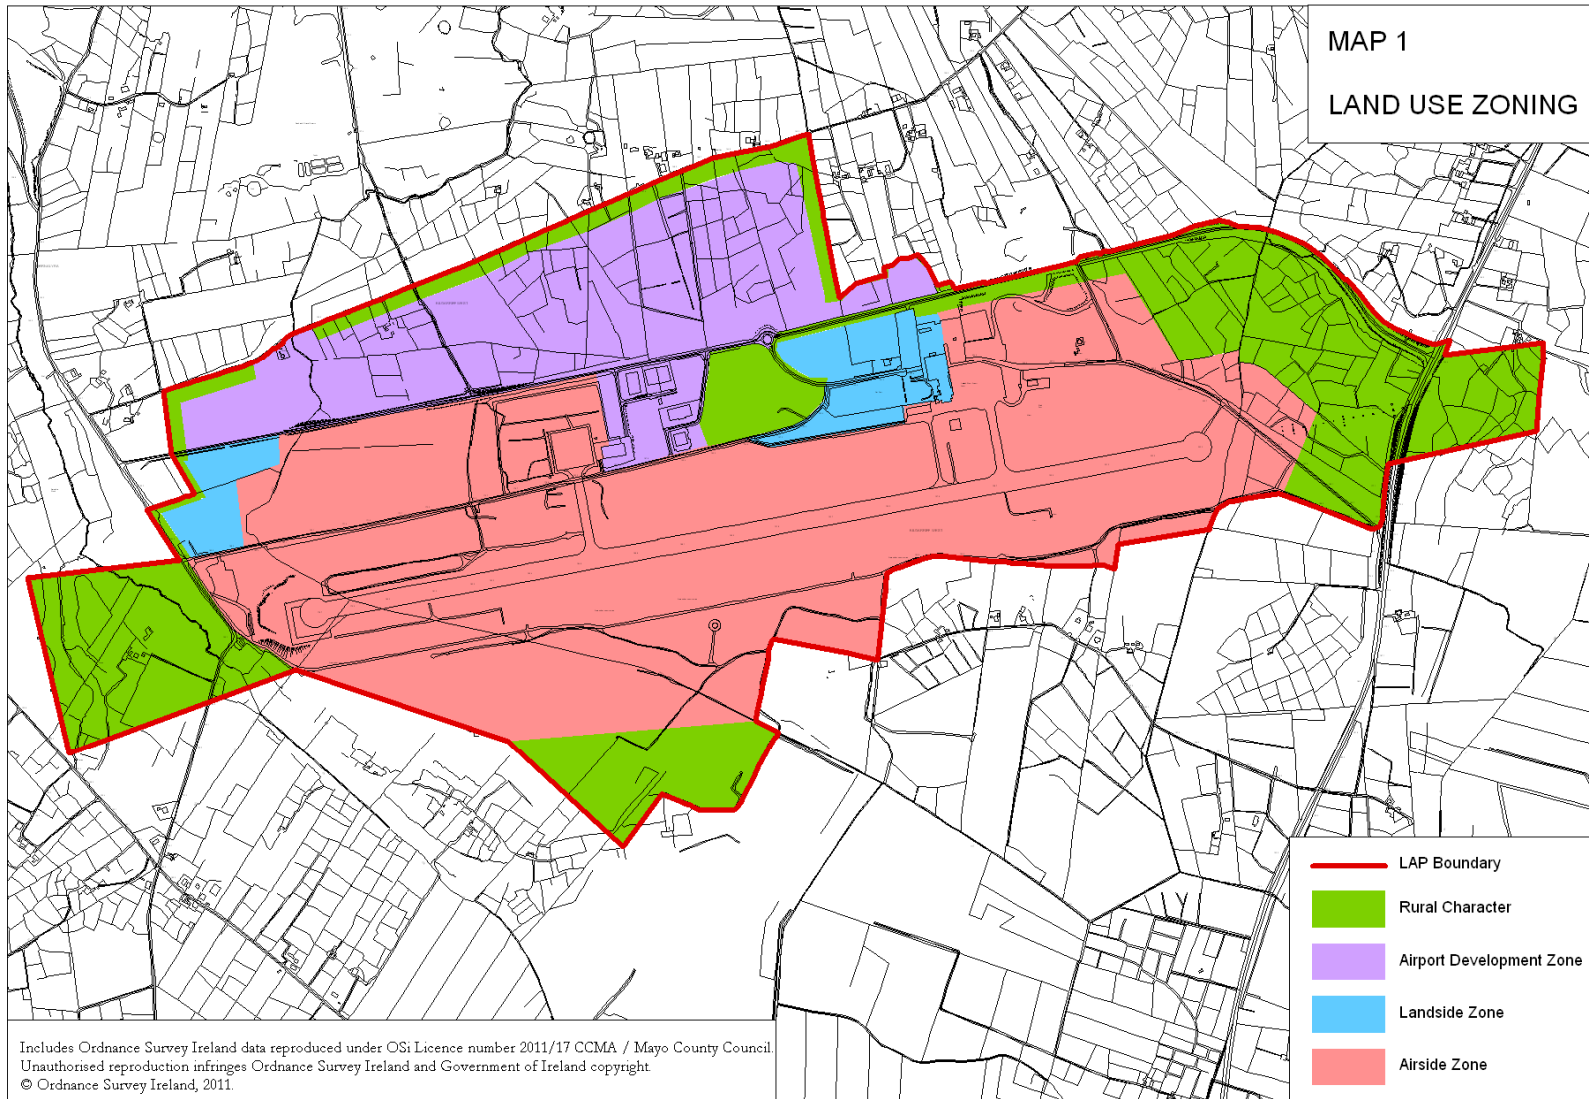 MAP 1
LAND USE ZONING
LAP Boundary
Rural Character
Airport Development Zone
Landside Zone
Airside Zone
Includes Ordnance Survey Ireland data reproduced under OSi Licence number 2011/17 CCMA / Mayo County Council.
Unauthorised reproduction infringes Ordnance Survey Ireland and Government of Ireland copyright.
© Ordnance Survey Ireland, 2011.